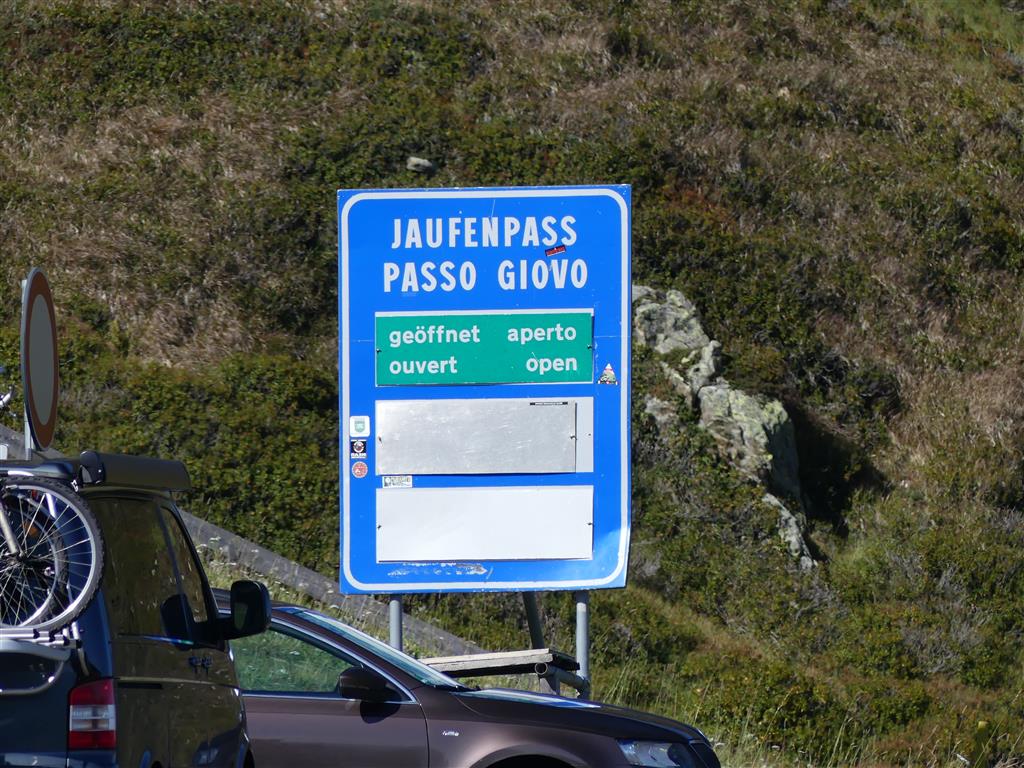 JAUFENPASS
PASSO GIOVO
geöffnet aperto
ouvert open